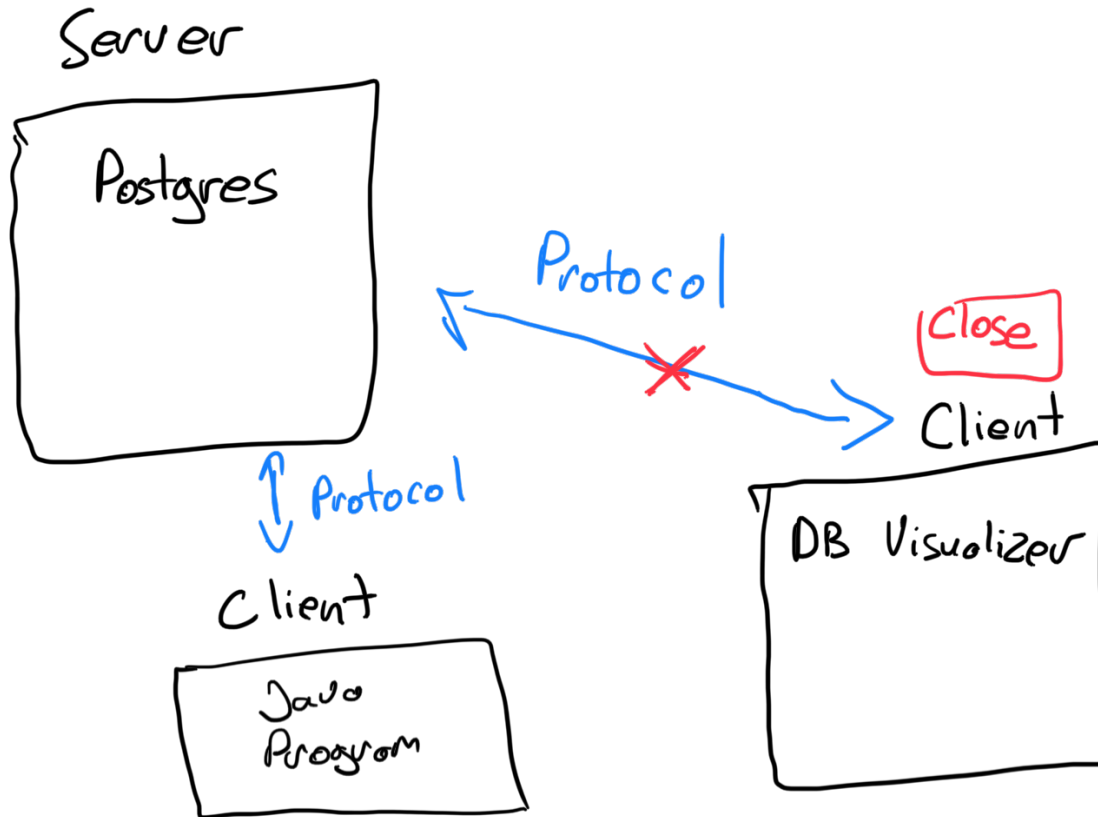 Server
Postgres
Protocol
Close
Client
DB Visualizer
Protocol
Client
Java
Program